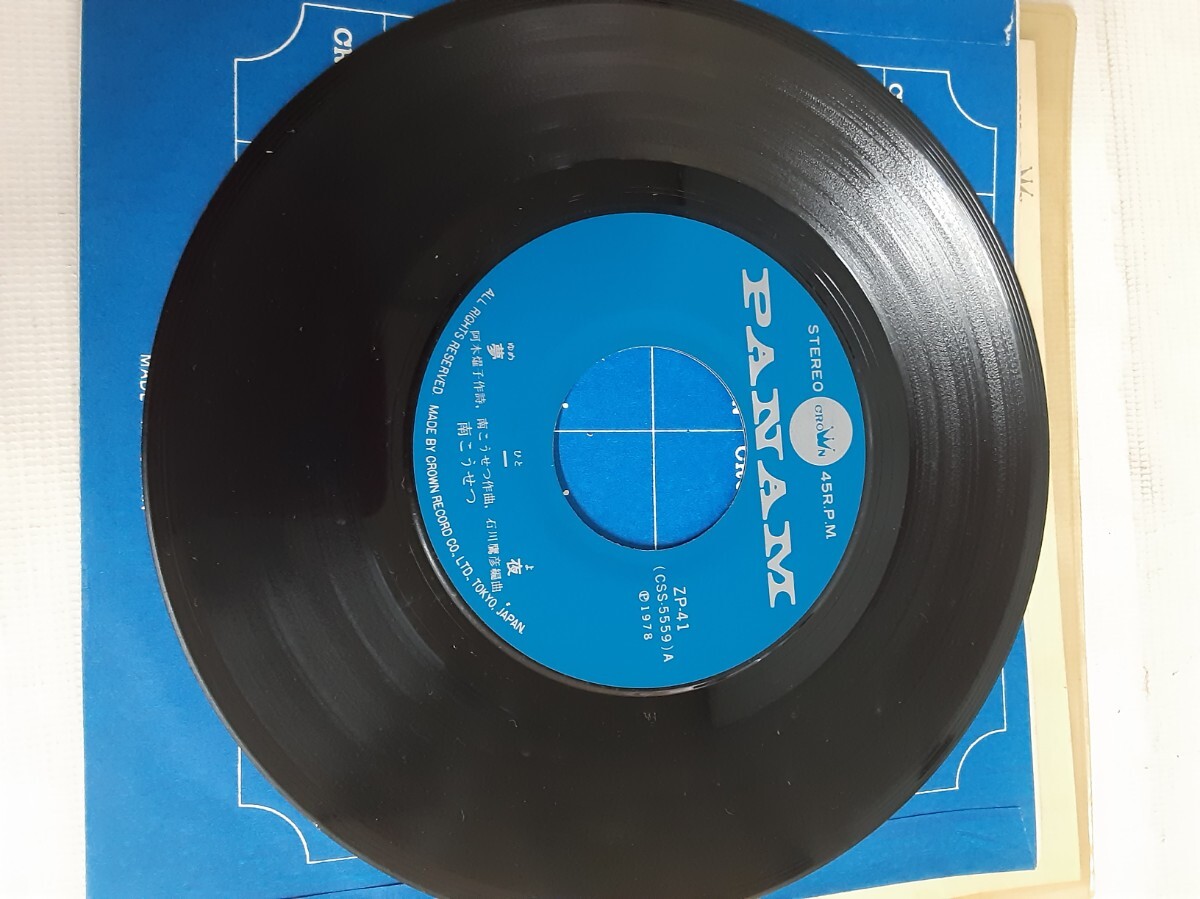 PANAM
STEREO
CROWN
45R.P.M.
ZP-41
(CSS-5559)A
Ⓟ1978
ゆめ ひと よ
夢一夜
阿木燿子作詩, 南こうせつ作曲, 石川鷹彦編曲.
南こうせつ
ALL RIGHTS RESERVED. MADE BY CROWN RECORD CO., LTD. TOKYO, JAPAN.